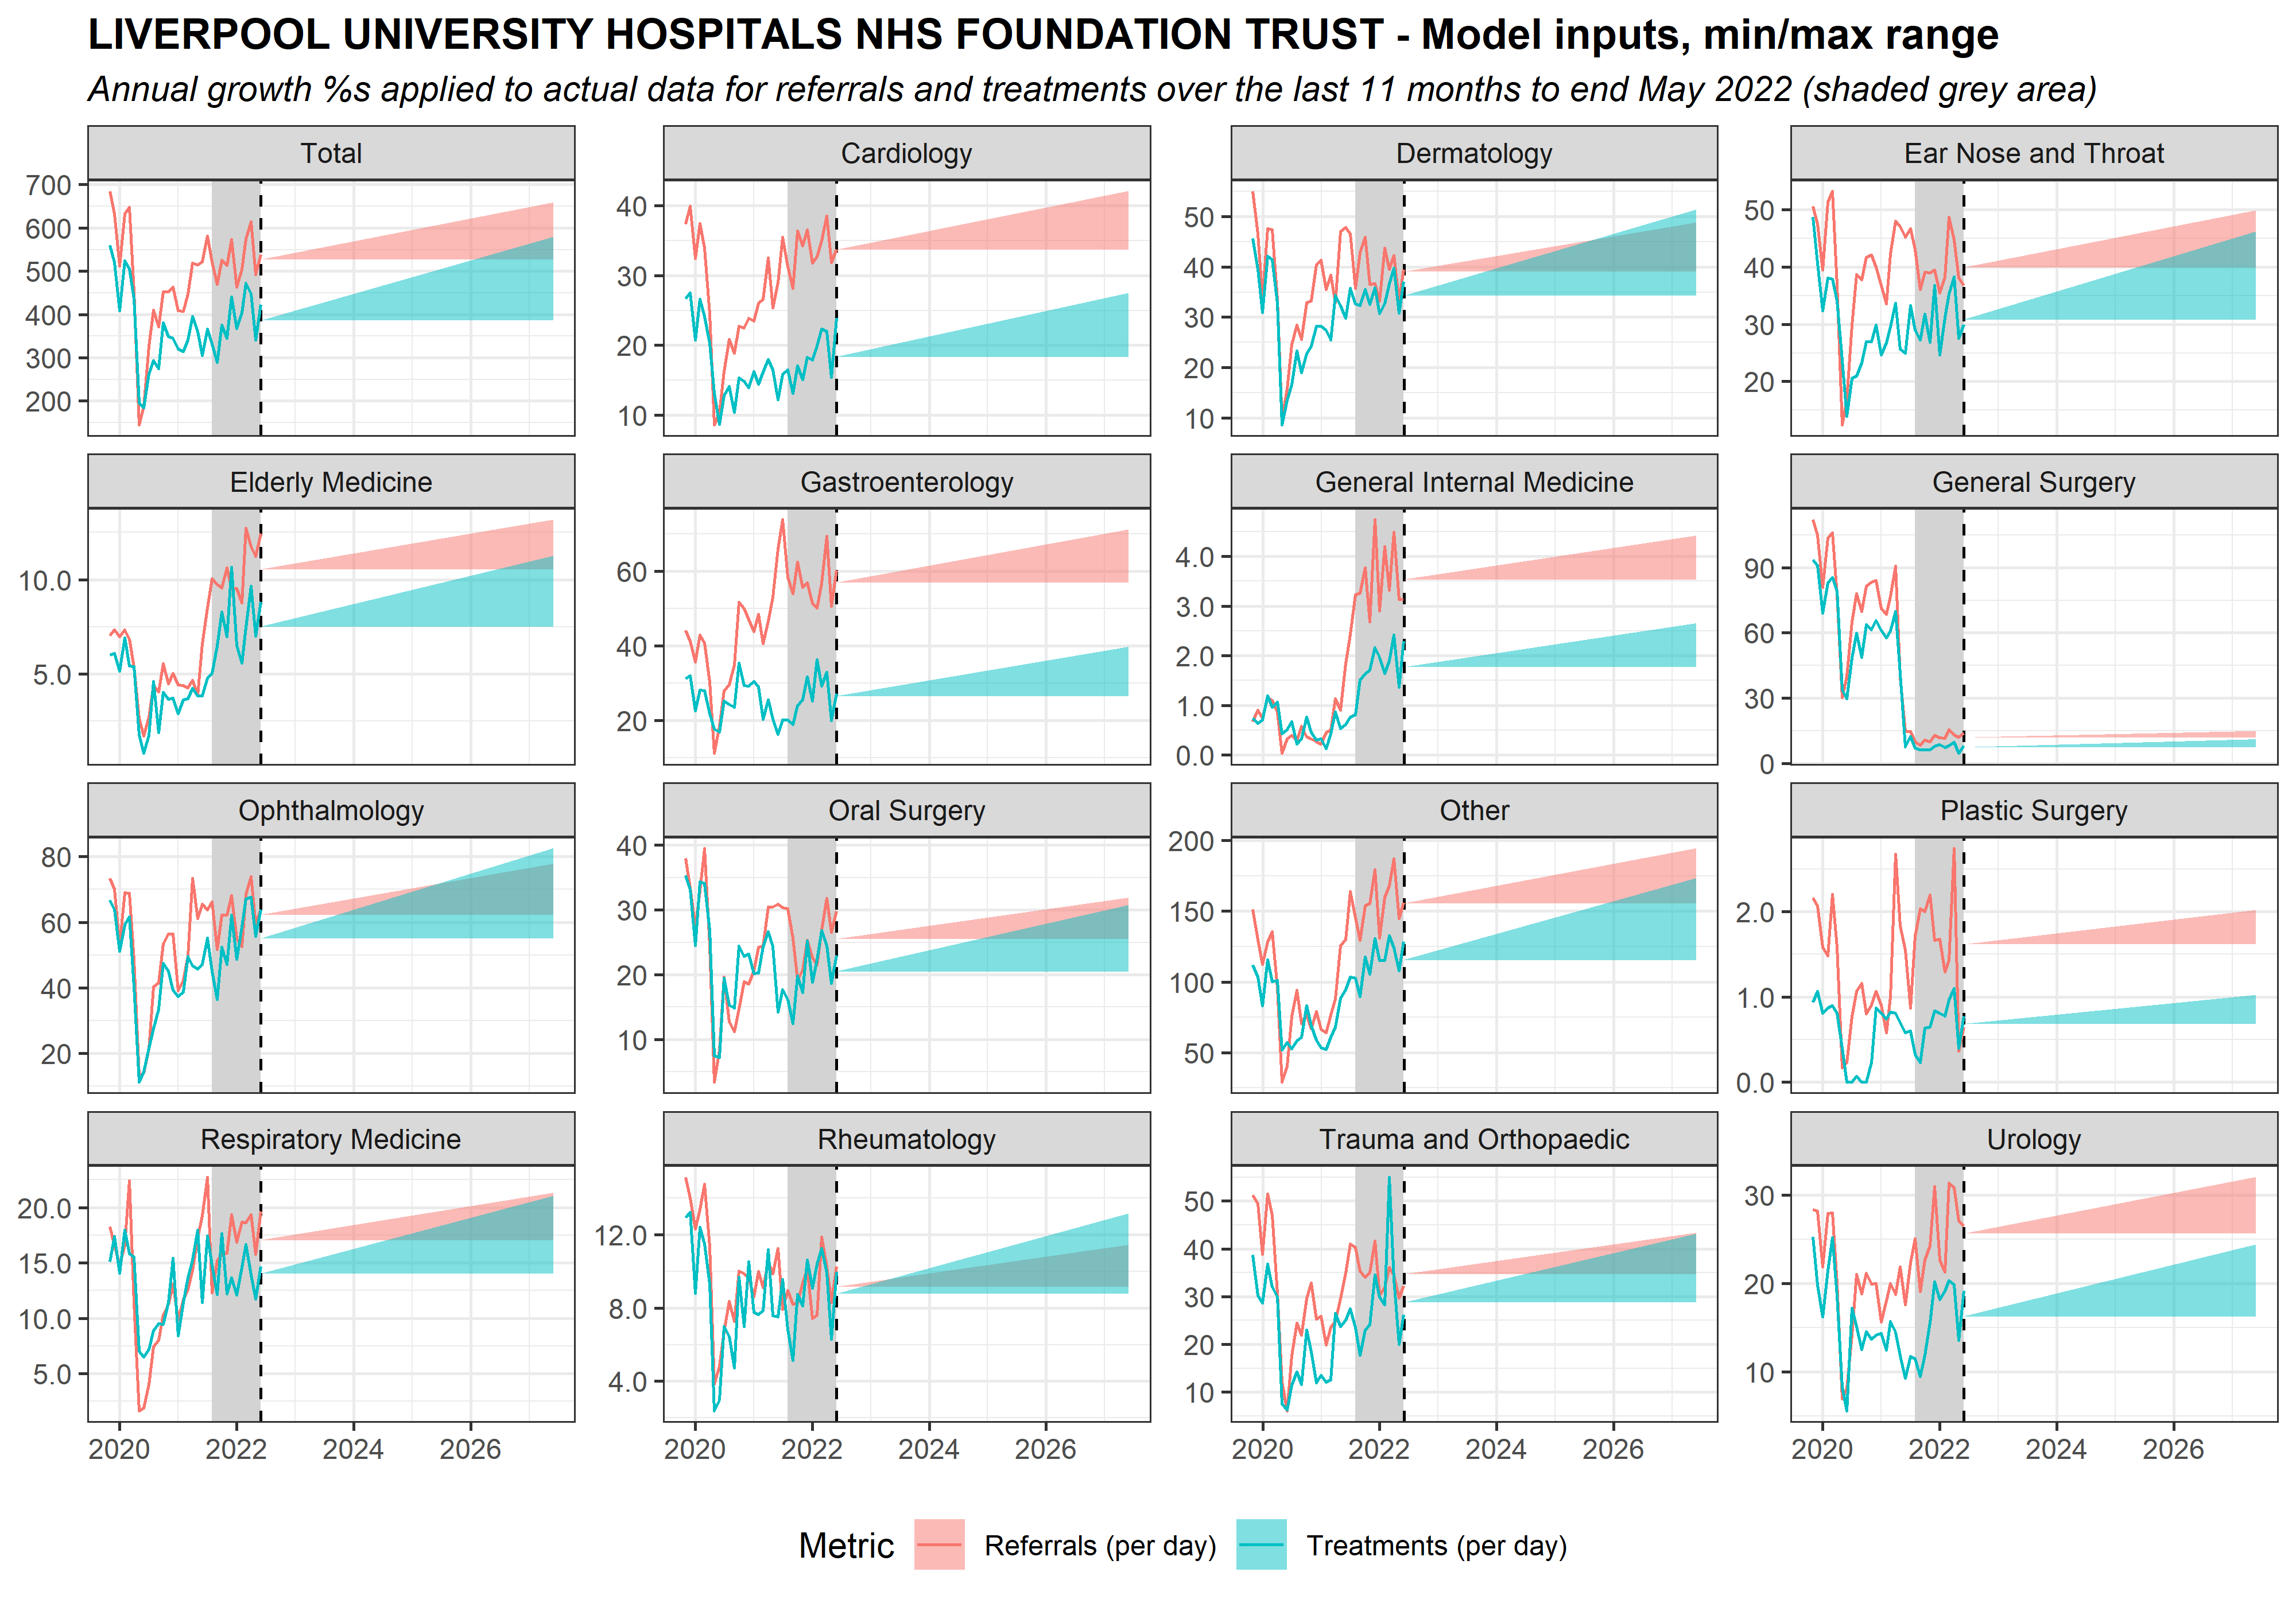 LIVERPOOL UNIVERSITY HOSPITALS NHS FOUNDATION TRUST - Model inputs, min/max range
Annual growth %s applied to actual data for referrals and treatments over the last 11 months to end May 2022 (shaded grey area)
Total
700
600
500
400
300
200
Cardiology
40
30
20
10
Dermatology
50
40
30
20
10
Ear Nose and Throat
50
40
30
20
Elderly Medicine
10.0
5.0
Gastroenterology
60
40
20
General Internal Medicine
4.0
3.0
2.0
1.0
0.0
General Surgery
90
60
30
0
Ophthalmology
80
60
40
20
Oral Surgery
40
30
20
10
Other
200
150
100
50
Plastic Surgery
2.0
1.0
0.0
Respiratory Medicine
20.0
15.0
10.0
5.0
2020 2022 2024 2026
Rheumatology
12.0
8.0
4.0
2020 2022 2024 2026
Trauma and Orthopaedic
50
40
30
20
10
2020 2022 2024 2026
Urology
30
20
10
2020 2022 2024 2026
Metric Referrals (per day) Treatments (per day)